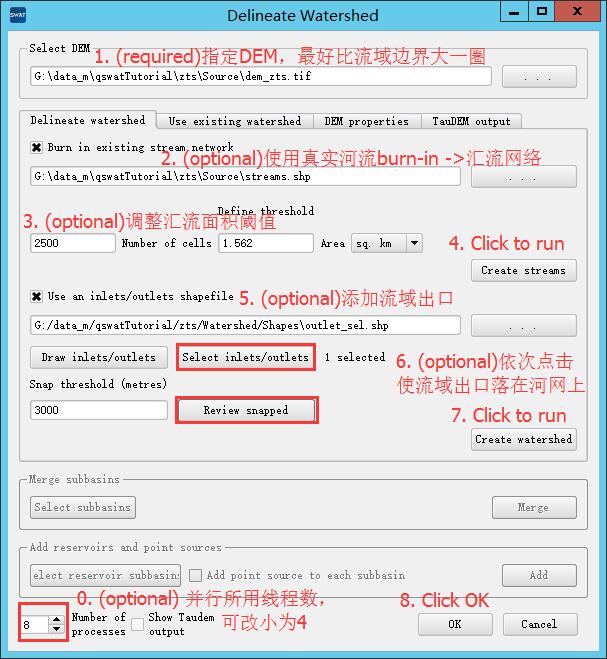 SWAT
Delineate Watershed
Select DEM
1. (required)指定DEM，最好比流域边界大一圈
G:\data_m\qswatTutorial\zts\Source\dem_zts.tif
. . .
Delineate watershed
Use existing watershed
DEM properties
TauDEM output
Burn in existing stream network
2. (optional)使用真实河流burn-in ->汇流网络
G:\data_m\qswatTutorial\zts\Source\streams.shp
. . .
Define threshold
3. (optional)调整汇流面积阈值
2500
Number of cells
1.562
Area
sq. km
4. Click to run
Create streams
Use an inlets/outlets shapefile
5. (optional)添加流域出口
G:/data_m/qswatTutorial/zts/Watershed/Shapes\outlet_sel.shp
. . .
Draw inlets/outlets
Select inlets/outlets
1 selected
6. (optional)依次点击
使流域出口落在河网上
Snap threshold (metres)
3000
Review snapped
7. Click to run
Create watershed
Merge subbasins
Select subbasins
Merge
Add reservoirs and point sources
elect reservoir subbasins
Add point source to each subbasin
Add
0. (optional) 并行所用线程数，
可改小为4
8
Number of
processes
Show Taudem
output
8. Click OK
OK
Cancel